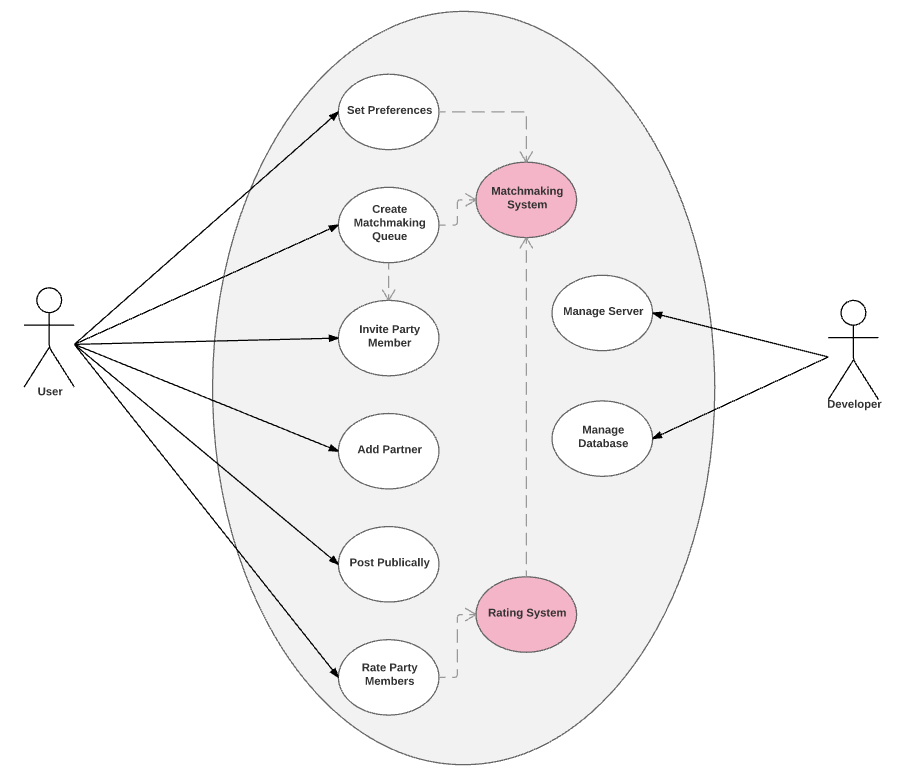 Set Preferences
Matchmaking
System
Create
Matchmaking
Queue
Manage Server
Invite Party
Member
User
Developer
Manage
Database
Add Partner
Post Publically
Rating System
Rate Party
Members